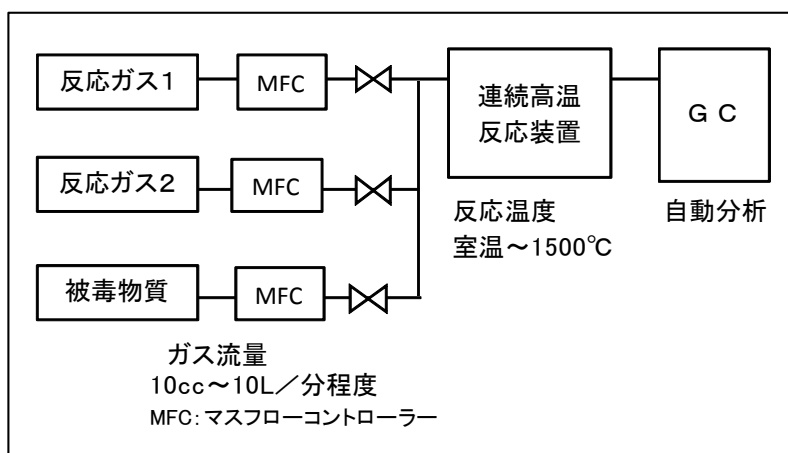 反応ガス1
MFC
反応ガス2
MFC
被毒物質
MFC
連続高温
反応装置
GC
反応温度
室温~1500℃
自動分析
ガス流量
10cc~10L/分程度
MFC:マスフローコントローラー